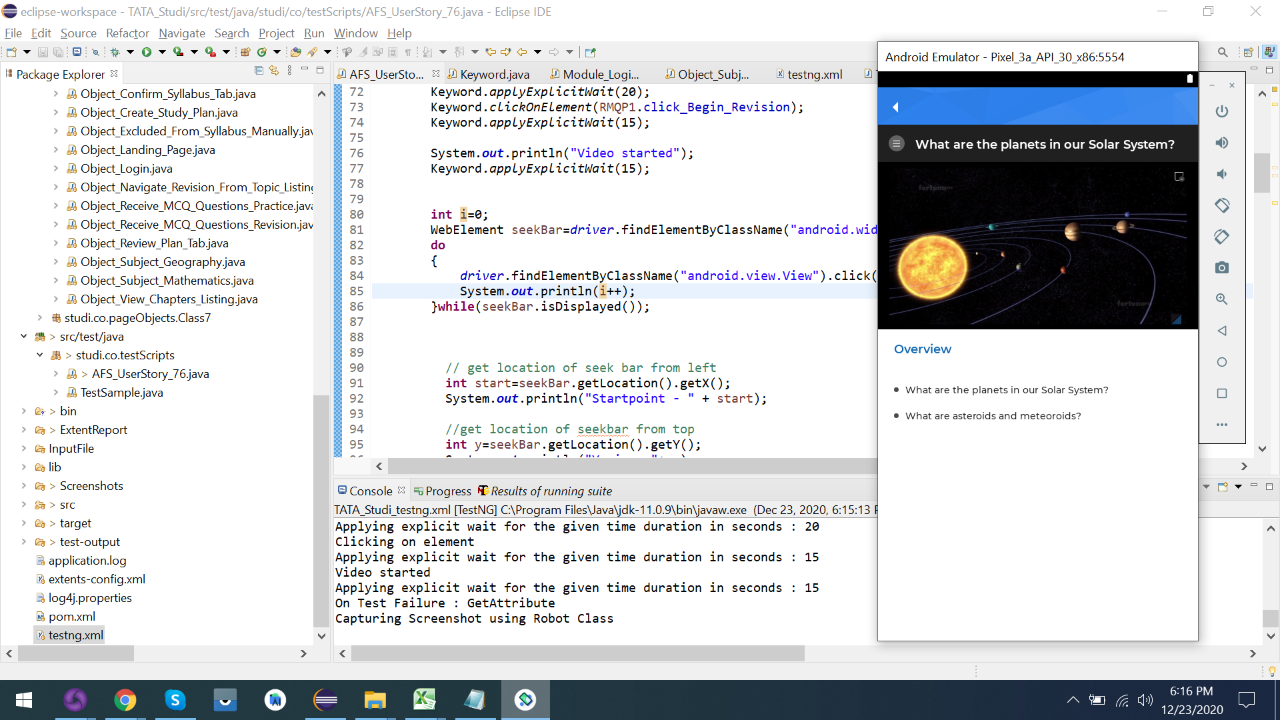 eclipse-workspace - TATA_Studi/src/test/java/studi/co/testScripts/AFS_UserStory_76.java - Eclipse IDE
File Edit Source Refactor Navigate Search Project Run Window Help
Package Explorer
Object_Confirm_Syllabus_Tab.java
Object_Create_Study_Plan.java
Object_Excluded_From_Syllabus_Manually.jav
Object_Landing_Page.java
Object_Login.java
Object_Navigate_Revision_From_Topic_Listing
Object_Receive_MCQ_Questions_Practice.java
Object_Receive_MCQ_Questions_Revision.jav
Object_Review_Plan_Tab.java
Object_Subject_Geography.java
Object_Subject_Mathematics.java
Object_View_Chapters_Listing.java
studi.co.pageObjects.Class7
> src/test/java
> studi.co.testScripts
> AFS_UserStory_76.java
TestSample.java
> bin
> ExtentReport
InputFile
lib
> Screenshots
> src
> target
> test-output
application.log
extents-config.xml
log4j.properties
pom.xml
testng.xml
AFS_UserSto... Keyword.java Module_Logi... Object_Subj... testng.xml
72 Keyword.applyExplicitWait(20);
73 Keyword.clickOnElement(RMQP1.click_Begin_Revision);
74 Keyword.applyExplicitWait(15);
75
76 System.out.println("Video started");
77 Keyword.applyExplicitWait(15);
78
79
80 int i=0;
81 WebElement seekBar=driver.findElementByClassName("android.wid
82 do
83 {
84 driver.findElementByClassName("android.view.View").click(
85 System.out.println(i++);
86 }while(seekBar.isDisplayed());
87
88
89
90 // get location of seek bar from left
91 int start=seekBar.getLocation().getX();
92 System.out.println("Startpoint - " + start);
93
94 //get location of seekbar from top
95 int y=seekBar.getLocation().getY();
Console Progress Results of running suite
TATA_Studi_testng.xml [TestNG] C:\Program Files\Java\jdk-11.0.9\bin\javaw.exe (Dec 23, 2020, 6:15:13 P
Applying explicit wait for the given time duration in seconds : 20
Clicking on element
Applying explicit wait for the given time duration in seconds : 15
Video started
Applying explicit wait for the given time duration in seconds : 15
On Test Failure : GetAttribute
Capturing Screenshot using Robot Class
Android Emulator - Pixel_3a_API_30_x86:5554
What are the planets in our Solar System?
Overview
What are the planets in our Solar System?
What are asteroids and meteoroids?
6:16 PM
12/23/2020